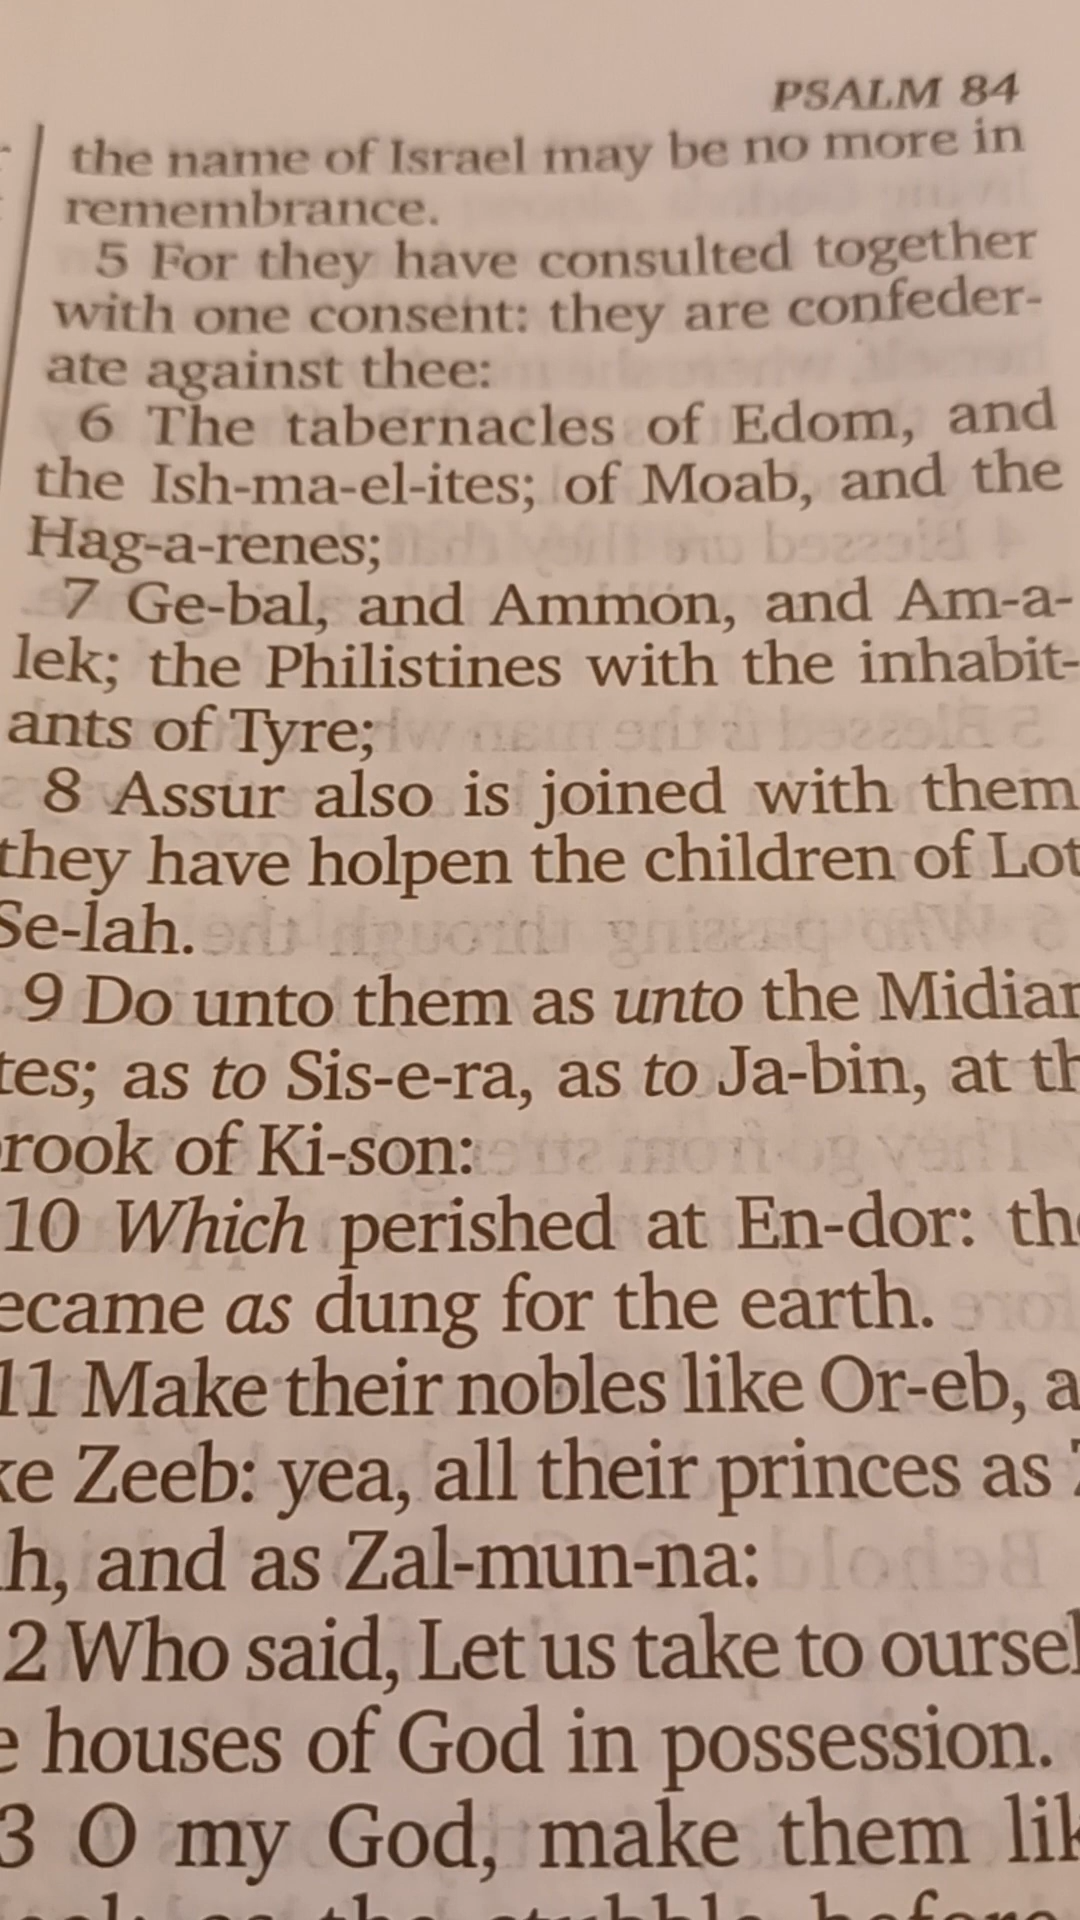 PSALM 84
the name of Israel may be no more in
remembrance.
5 For they have consulted together
with one consent: they are confeder-
ate against thee:
6 The tabernacles of Edom, and
the Ish-ma-el-ites; of Moab, and the
Hag-a-renes;
7 Ge-bal, and Ammon, and Am-a-
lek; the Philistines with the inhabit-
ants of Tyre;
8 Assur also is joined with them
they have holpen the children of Lot
Se-lah.
9 Do unto them as unto the Midian
tes; as to Sis-e-ra, as to Ja-bin, at th
rook of Ki-son:
10 Which perished at En-dor: the
ecame as dung for the earth.
11 Make their nobles like Or-eb, a
ke Zeeb: yea, all their princes as Z
h, and as Zal-mun-na:
2 Who said, Let us take to oursel
e houses of God in possession.
3 O my God, make them lik
as the stubble before